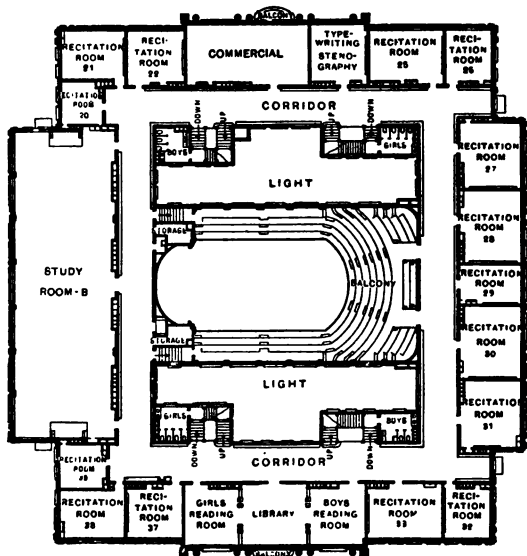 BALCONY
RECITATION
ROOM
21
RECI-
TATION
ROOM
22
COMMERCIAL
TYPE-
WRITING
STENO-
GRAPHY
RECITATION
ROOM
25
RECI-
TATION
ROOM
26
RECITATION
ROOM
20
CORRIDOR
DOWN
UP
UP
DOWN
BOYS
GIRLS
RECITATION
ROOM
27
LIGHT
RECITATION
ROOM
28
STORAGE
STUDY
ROOM-B
BALCONY
RECITATION
ROOM
29
STORAGE
RECITATION
ROOM
30
LIGHT
RECITATION
ROOM
31
GIRLS
BOYS
DOWN
UP
UP
DOWN
RECITATION
ROOM
CORRIDOR
RECITATION
ROOM
38
RECI-
TATION
ROOM
37
GIRLS
READING
ROOM
LIBRARY
BOYS
READING
ROOM
RECITATION
ROOM
33
RECI-
TATION
ROOM
32
BALCONY